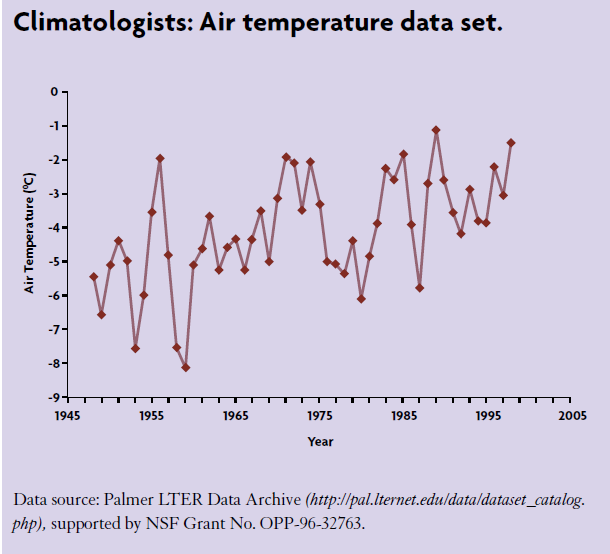 Climatologists: Air temperature data set.
0
-1
-2
-3
-4
-5
-6
-7
-8
-9
Air Temperature (ºC)
1945 1955 1965 1975 1985 1995 2005
Year
Data source: Palmer LTER Data Archive (http://pal.lternet.edu/data/dataset_catalog.
php), supported by NSF Grant No. OPP-96-32763.